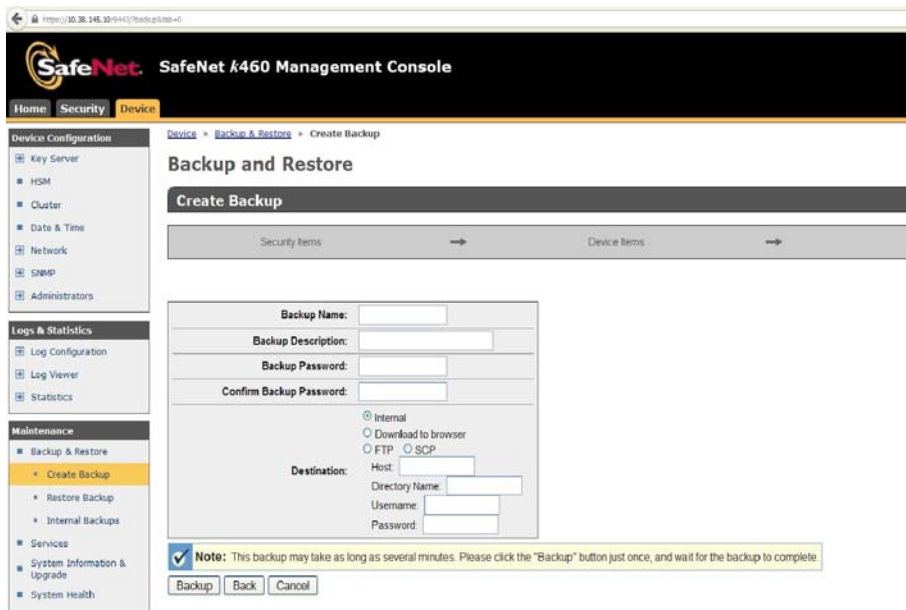 https://10.38.145.10:9443/?backup&tab=0
SafeNet. SafeNet k460 Management Console
Home Security Device
Device Configuration
Key Server
HSM
Cluster
Date & Time
Network
SNMP
Administrators
Logs & Statistics
Log Configuration
Log Viewer
Statistics
Maintenance
Backup & Restore
Create Backup
Restore Backup
Internal Backups
Services
System Information &
Upgrade
System Health
Device » Backup & Restore » Create Backup
Backup and Restore
Create Backup
Security Items Device Items
Backup Name:
Backup Description:
Backup Password:
Confirm Backup Password:
Destination:
Internal
Download to browser
FTP SCP
Host:
Directory Name:
Username:
Password:
Note: This backup may take as long as several minutes. Please click the "Backup" button just once, and wait for the backup to complete.
Backup Back Cancel